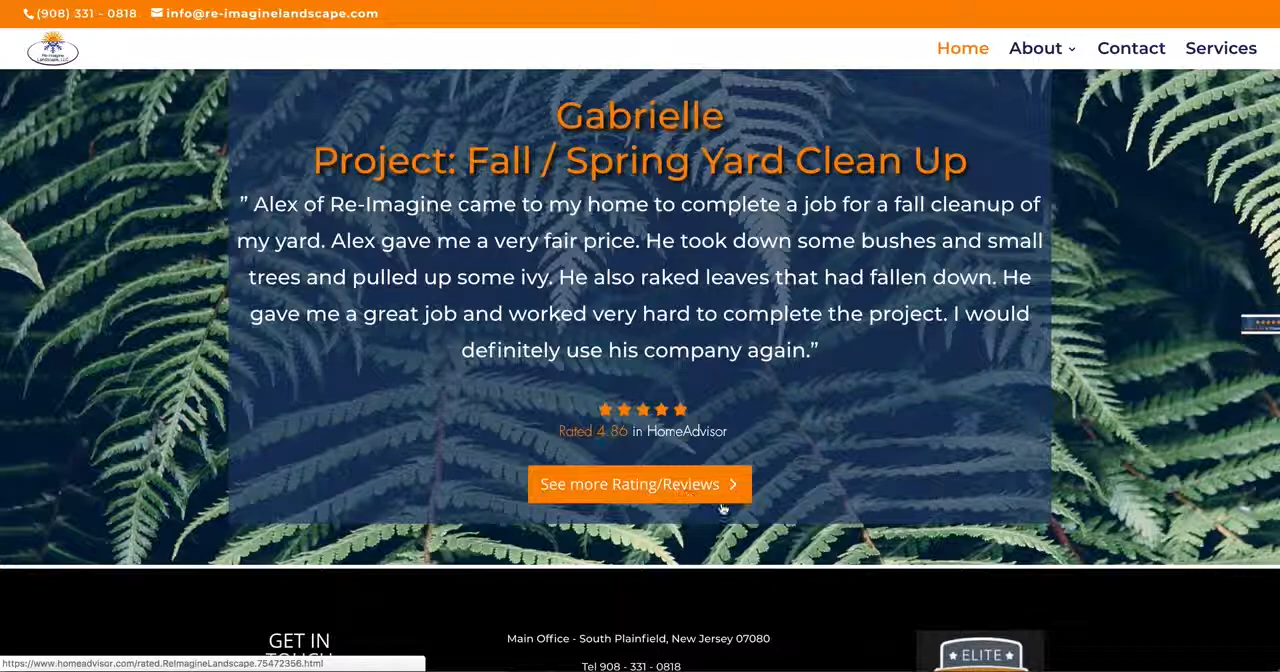 (908) 331 - 0818 info@re-imaginelandscape.com
Re-Imagine
Landscape, LLC
Home About Contact Services
Gabrielle
Project: Fall / Spring Yard Clean Up
” Alex of Re-Imagine came to my home to complete a job for a fall cleanup of
my yard. Alex gave me a very fair price. He took down some bushes and small
trees and pulled up some ivy. He also raked leaves that had fallen down. He
gave me a great job and worked very hard to complete the project. I would
definitely use his company again.”
Rated 4.86 in HomeAdvisor
See more Rating/Reviews
GET IN
TOUCH
Main Office - South Plainfield, New Jersey 07080
Tel 908 - 331 - 0818
ELITE
https://www.homeadvisor.com/rated.ReImagineLandscape.75472356.html